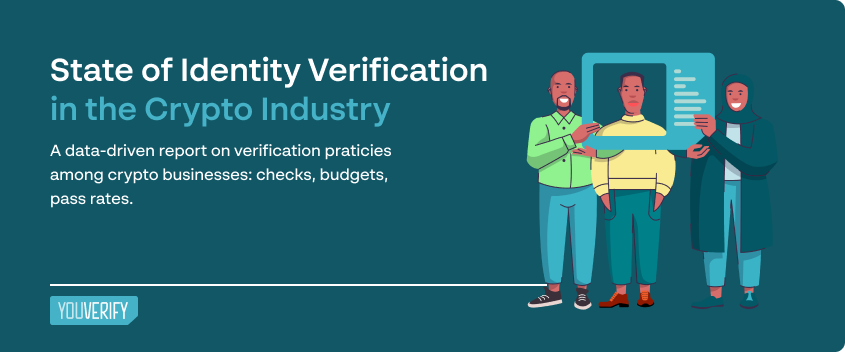 State of Identity Verification
in the Crypto Industry
A data-driven report on verification praticies
among crypto businesses: checks, budgets,
pass rates.
YOUVERIFY